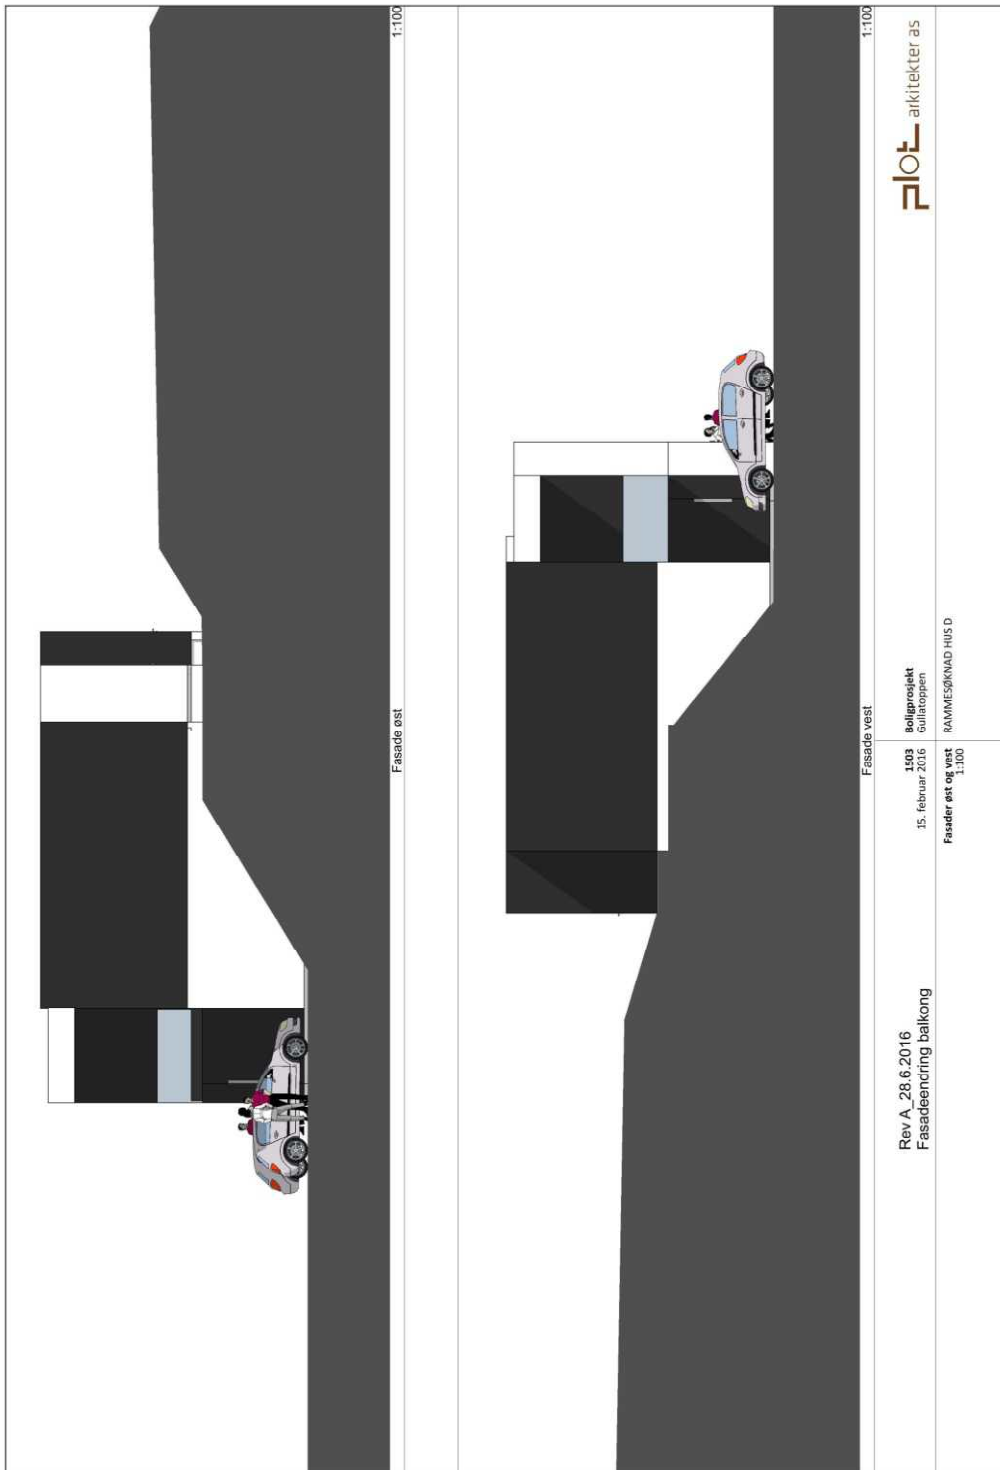 Fasade øst
1:100
Fasade vest
1:100
Rev A_28.6.2016
Fasadeendring balkong
1503
15. februar 2016
Boligprosjekt
Gullatoppen
plot arkitekter as
Fasader øst og vest
1:100
RAMMESØKNAD HUS D